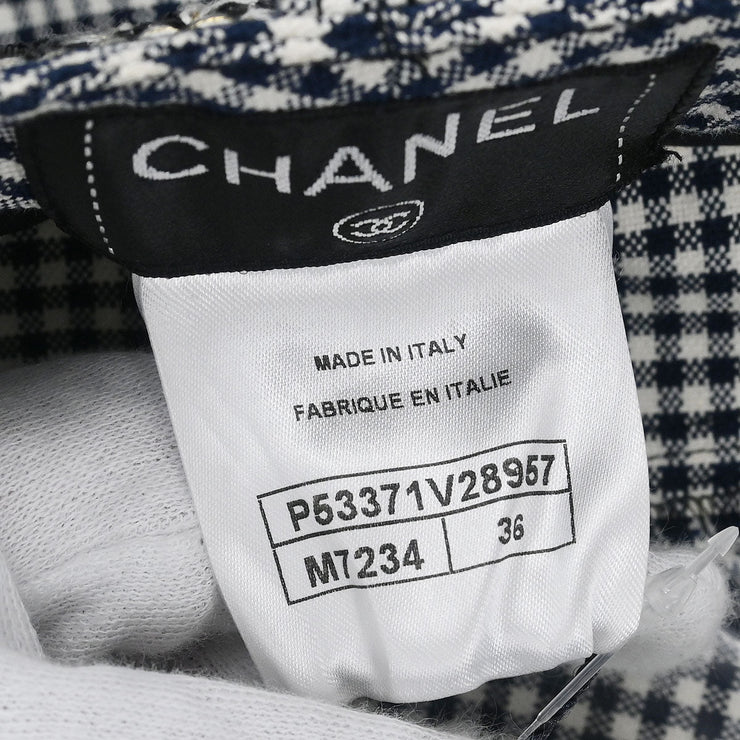 CHANEL
MADE IN ITALY
FABRIQUE EN ITALIE
P53371V28957
M7234 36